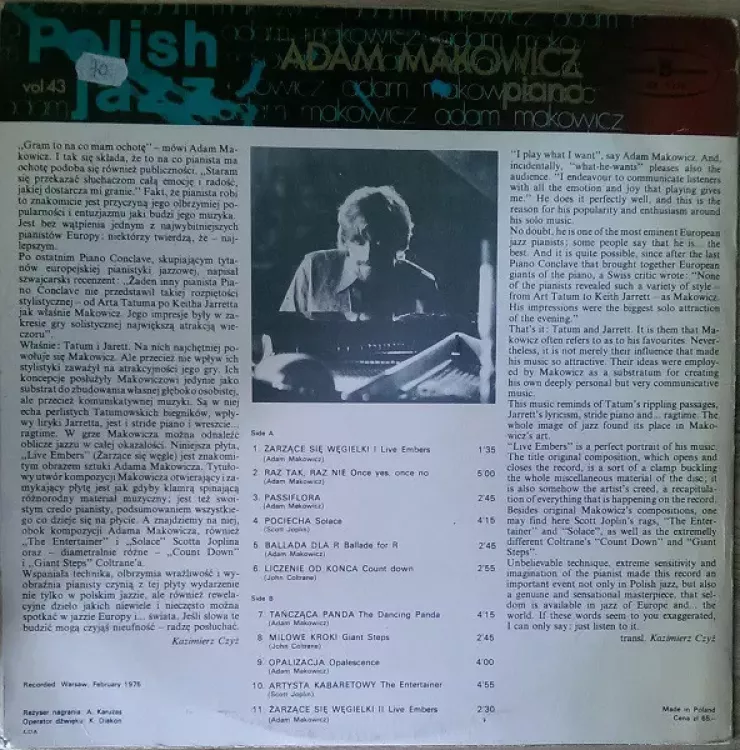 Polish
jazz
vol 43
70.
ADAM MAKOWICZ
piano
adam makowicz adam makowicz
„Gram to na co mam ochotę" – mówi Adam Ma-
kowicz. I tak się składa, że to na co pianista ma
ochotę podoba się również publiczności. „Staram
się przekazać słuchaczom całą emocję i radość,
jakiej dostarcza mi granie." Fakt, że pianista robi
to znakomicie jest przyczyną jego olbrzymiej po-
pularności i entuzjazmu jaki budzi jego muzyka.
Jest bez wątpienia jednym z najwybitniejszych
pianistów Europy; niektórzy twierdzą, że – naj-
lepszym.
Po ostatnim Piano Conclave, skupiającym tyta-
nów europejskiej pianistyki jazzowej, napisał
szwajcarski recenzent: „Żaden inny pianista Pia-
no Conclave nie przedstawił takiej rozpiętości
stylistycznej – od Arta Tatuma po Keitha Jarretta
jak właśnie Makowicz. Jego impresje były w za-
kresie gry solistycznej największą atrakcją wie-
czoru".
Właśnie: Tatum i Jarett. Na nich najchętniej po-
wołuje się Makowicz. Ale przecież nie wpływ ich
stylistyki zaważył na atrakcyjności jego gry. Ich
koncepcje posłużyły Makowiczowi jedynie jako
substrat do zbudowania własnej głęboko osobistej,
ale przecież komunikatywnej muzyki. Są w niej
echa perlistych Tatumowskich biegników, wpły-
wy liryki Jarretta, jest i stride piano i wreszcie...
ragtime. W grze Makowicza można odnaleźć
oblicze jazzu w całej okazałości. Niniejsza płyta,
„Live Embers" (Żarzące się węgle) jest znakomi-
tym obrazem sztuki Adama Makowicza. Tytuło-
wy utwór kompozycji Makowicza otwierający i za-
mykający płytę jest jak gdyby klamrą spinającą
różnorodny materiał muzyczny; jest też swoi-
stym credo pianisty, podsumowaniem wszystkie-
go co dzieje się na płycie. A znajdziemy na niej,
obok kompozycji Adama Makowicza, również
„The Entertainer" i „Solace" Scotta Joplina
oraz – diametralnie różne – „Count Down"
i „Giant Steps" Coltrane'a.
Wspaniała technika, olbrzymia wrażliwość i wy-
obraźnia pianisty czynią z tej płyty wydarzenie
nie tylko w polskim jazzie, ale również rewela-
cyjne dzieło jakich niewiele i nieczęsto można
spotkać w jazzie Europy i... świata. Jeśli słowa te
budzić mogą czyjąś nieufność – radzę posłuchać.
Kazimierz Czyż
Recorded Warsaw, February 1975
Reżyser nagrania: A. Karużas
Operator dźwięku: K. Diakon
Side A
1. ŻARZĄCE SIĘ WĘGIELKI I Live Embers 1'35
(Adam Makowicz)
2. RAZ TAK, RAZ NIE Once yes, once no 5'00
(Adam Makowicz)
3. PASSIFLORA 2'45
(Adam Makowicz)
4. POCIECHA Solace 4'15
(Scott Joplin)
5. BALLADA DLA R Ballade for R 2'45
(Adam Makowicz)
6. LICZENIE OD KOŃCA Count down 2'55
(John Coltrane)
Side B
7. TAŃCZĄCA PANDA The Dancing Panda 4'15
(Adam Makowicz)
8. MILOWE KROKI Giant Steps 2'45
(John Coltrane)
9. OPALIZACJA Opalescence 4'00
(Adam Makowicz)
10. ARTYSTA KABARETOWY The Entertainer 4'55
(Scott Joplin)
11. ŻARZĄCE SIĘ WĘGIELKI II Live Embers 2'30
(Adam Makowicz)
"I play what I want", say Adam Makowicz. And,
incidentally, "what-he-wants" pleases also the
audience. "I endeavour to communicate listeners
with all the emotion and joy that playing gives
me." He does it perfectly well, and this is the
reason for his popularity and enthusiasm around
his solo music.
No doubt, he is one of the most eminent European
jazz pianists; some people say that he is... the
best. And it is quite possible, since after the last
Piano Conclave that brought together European
giants of the piano, a Swiss critic wrote: "None
of the pianists revealed such a variety of style –
from Art Tatum to Keith Jarrett – as Makowicz.
His impressions were the biggest solo attraction
of the evening."
That's it: Tatum and Jarrett. It is them that Ma-
kowicz often refers to as to his favourites. Never-
theless, it is not merely their influence that made
his music so attractive. Their ideas were employ-
ed by Makowicz as a substratum for creating
his own deeply personal but very communicative
music.
This music reminds of Tatum's rippling passages,
Jarrett's lyricism, stride piano and... ragtime. The
whole image of jazz found its place in Mako-
wicz's art.
"Live Embers" is a perfect portrait of his music.
The title original composition, which opens and
closes the record, is a sort of a clamp buckling
the whole miscellaneous material of the disc; it
is also somehow the artist's creed, a recapitula-
tion of everything that is happening on the record.
Besides original Makowicz's compositions, one
may find here Scott Joplin's rags, "The Enter-
tainer" and "Solace", as well as the extremelly
different Coltrane's "Count Down" and "Giant
Steps".
Unbelievable technique, extreme sensitivity and
imagination of the pianist made this record an
important event not only in Polish jazz, but also
a genuine and sensational masterpiece, that sel-
dom is available in jazz of Europe and... the
world. If these words seem to you exaggerated,
I can only say: just listen to it.
transl. Kazimierz Czyż
Made in Poland
Cena zł 65,-